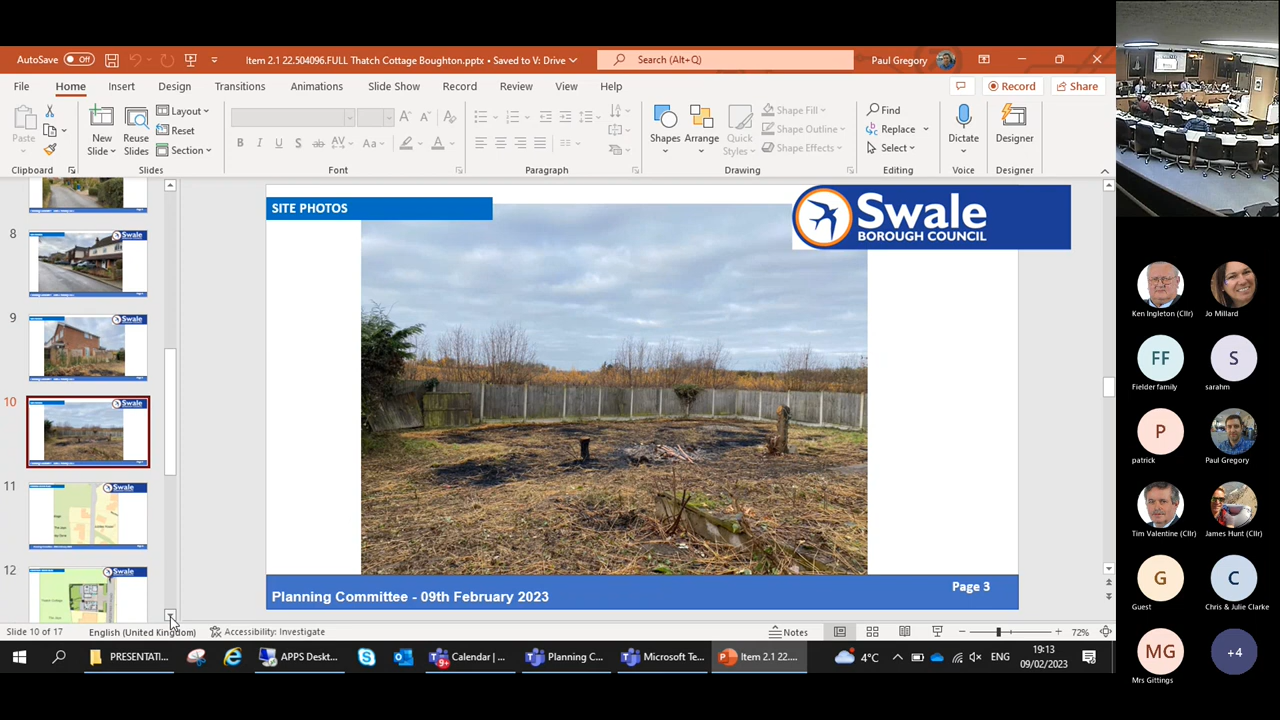 AutoSave Off
Item 2.1 22.504096.FULL Thatch Cottage Boughton.pptx • Saved to V: Drive
Search (Alt+Q)
Paul Gregory
File Home Insert Design Transitions Animations Slide Show Record Review View Help
Record Share
Paste
Clipboard
New Slide
Reuse Slides
Layout
Reset
Section
Slides
Font
Paragraph
Shapes
Arrange
Quick Styles
Shape Fill
Shape Outline
Shape Effects
Drawing
Find
Replace
Select
Editing
Dictate
Voice
Designer
Designer
8
9
10
11
12
SITE PHOTOS
Swale
BOROUGH COUNCIL
Planning Committee - 09th February 2023
Page 3
Slide 10 of 17 English (United Kingdom) Accessibility: Investigate
Notes
72%
PRESENTATI...
APPS Deskt...
Calendar | ...
Planning C...
Microsoft Te...
Item 2.1 22....
4°C
ENG
19:13
09/02/2023
Ken Ingleton (Cllr)
Jo Millard
FF
Fielder family
S
sarahm
P
patrick
Paul Gregory
Tim Valentine (Cllr)
James Hunt (Cllr)
G
Guest
C
Chris & Julie Clarke
MG
Mrs Gittings
+4